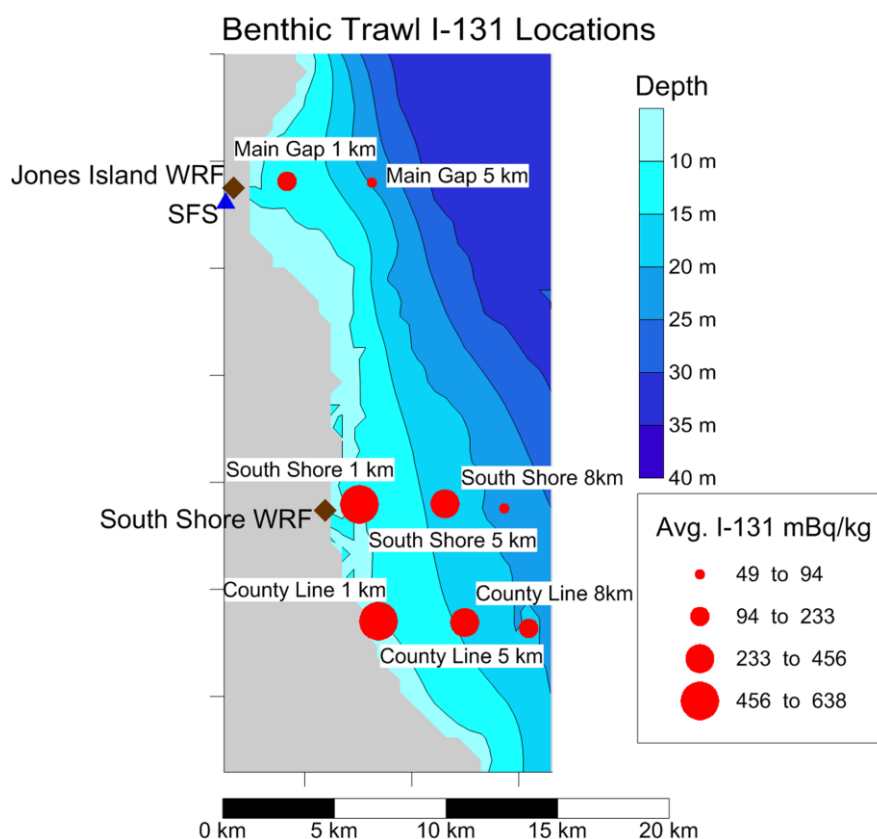 Benthic Trawl I-131 Locations
Depth
10 m
15 m
20 m
25 m
30 m
35 m
40 m
Main Gap 1 km
Jones Island WRF
Main Gap 5 km
SFS
South Shore 1 km
South Shore 8km
South Shore WRF
South Shore 5 km
County Line 1 km
County Line 8km
County Line 5 km
Avg. I-131 mBq/kg
49 to 94
94 to 233
233 to 456
456 to 638
0 km 5 km 10 km 15 km 20 km